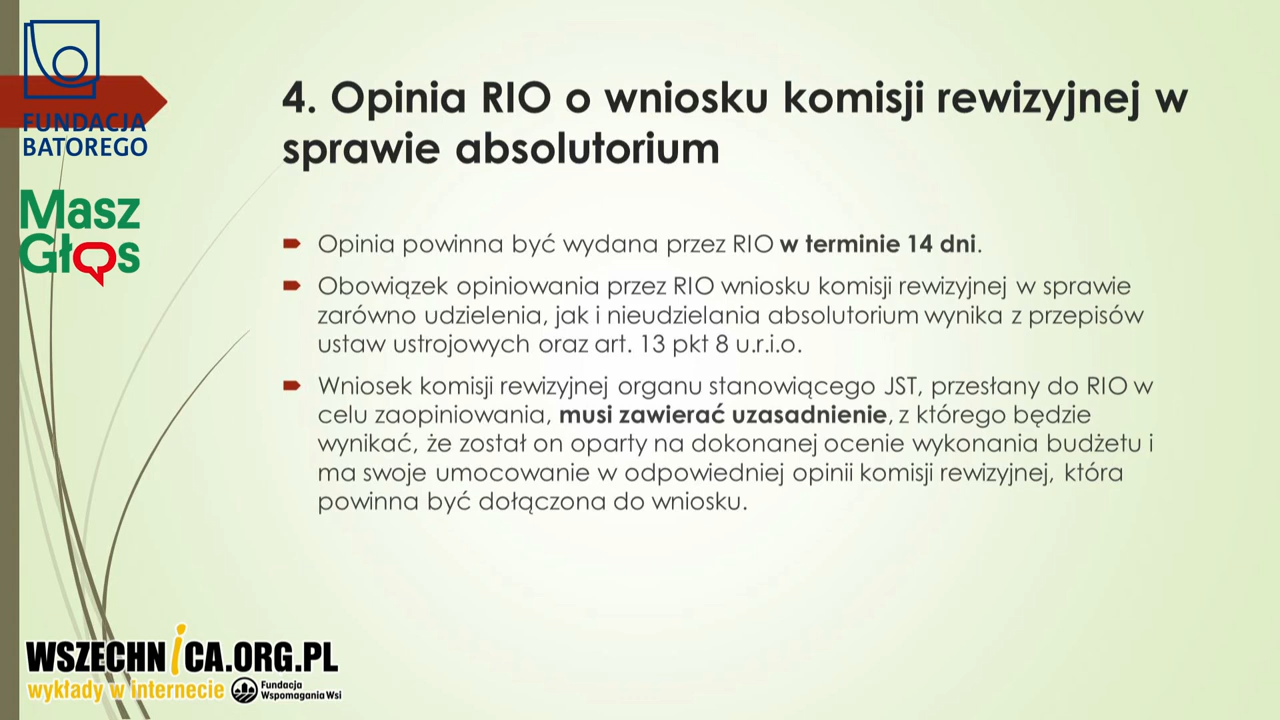 FUNDACJA
BATOREGO
Masz
Głos
4. Opinia RIO o wniosku komisji rewizyjnej w
sprawie absolutorium
Opinia powinna być wydana przez RIO w terminie 14 dni.
Obowiązek opiniowania przez RIO wniosku komisji rewizyjnej w sprawie
zarówno udzielenia, jak i nieudzielania absolutorium wynika z przepisów
ustaw ustrojowych oraz art. 13 pkt 8 u.r.i.o.
Wniosek komisji rewizyjnej organu stanowiącego JST, przesłany do RIO w
celu zaopiniowania, musi zawierać uzasadnienie, z którego będzie
wynikać, że został on oparty na dokonanej ocenie wykonania budżetu i
ma swoje umocowanie w odpowiedniej opinii komisji rewizyjnej, która
powinna być dołączona do wniosku.
WSZECHNiCA.ORG.PL
wykłady w internecie
Fundacja
Wspomagania Wsi